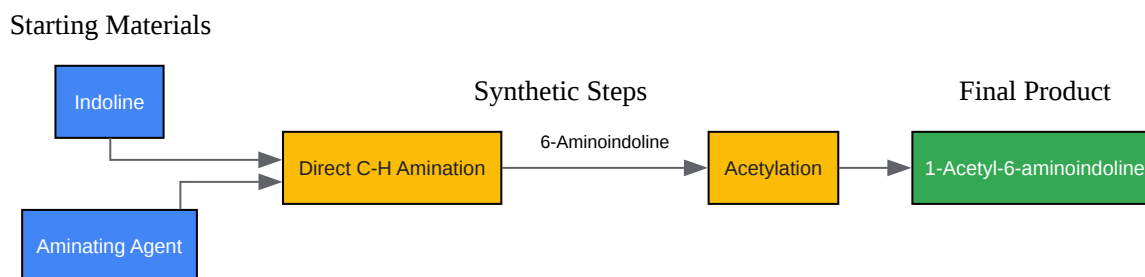 Starting Materials
Indoline
Synthetic Steps
Final Product
6-Aminoindoline
Direct C-H Amination
Acetylation
1-Acetyl-6-aminoindoline
Aminating Agent